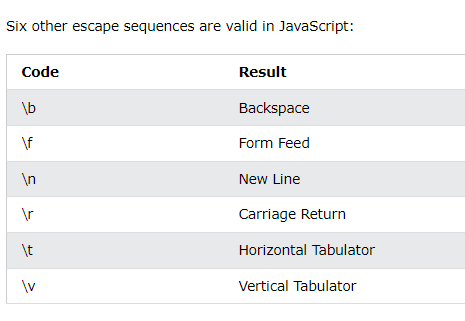 Six other escape sequences are valid in JavaScript:
Code Result
\b Backspace
\f Form Feed
\n New Line
\r Carriage Return
\t Horizontal Tabulator
\v Vertical Tabulator